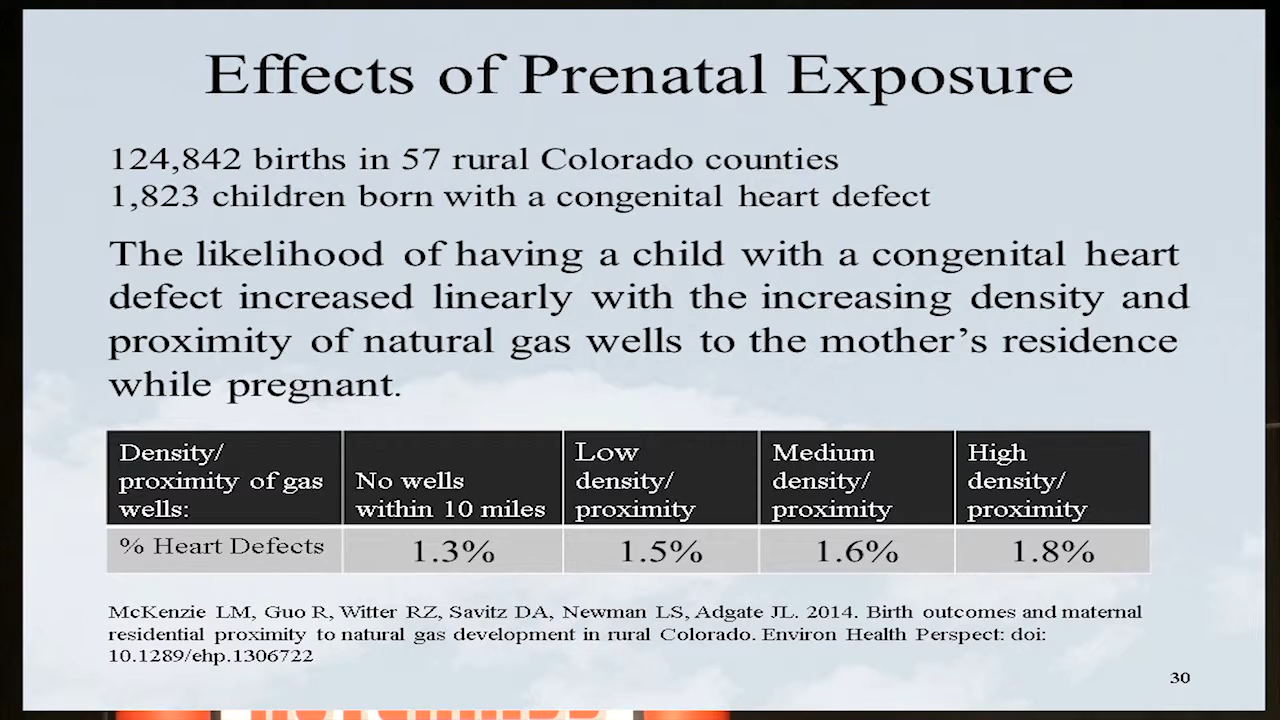 Effects of Prenatal Exposure
124,842 births in 57 rural Colorado counties
1,823 children born with a congenital heart defect
The likelihood of having a child with a congenital heart
defect increased linearly with the increasing density and
proximity of natural gas wells to the mother’s residence
while pregnant.
Density/
proximity of gas
wells:
No wells
within 10 miles
Low
density/
proximity
Medium
density/
proximity
High
density/
proximity
% Heart Defects
1.3%
1.5%
1.6%
1.8%
McKenzie LM, Guo R, Witter RZ, Savitz DA, Newman LS, Adgate JL. 2014. Birth outcomes and maternal
residential proximity to natural gas development in rural Colorado. Environ Health Perspect: doi:
10.1289/ehp.1306722
30